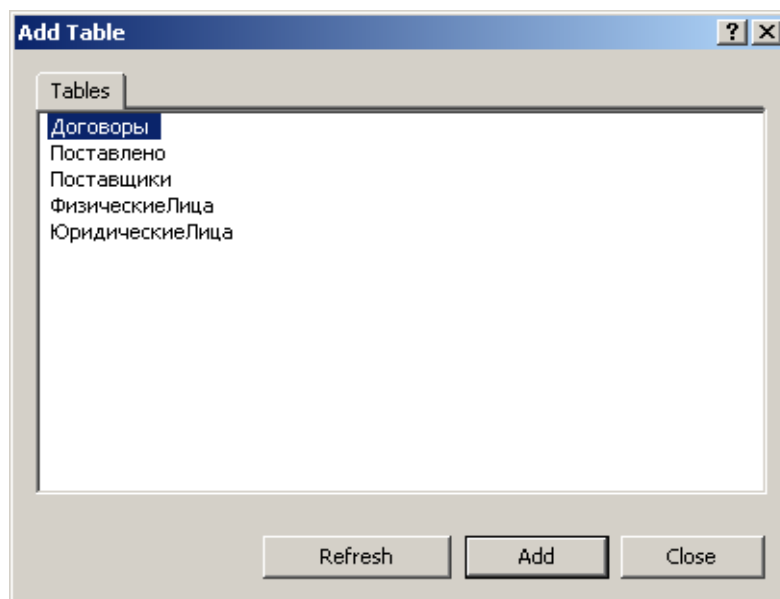 Add Table
Tables
Договоры
Поставлено
Поставщики
ФизическиеЛица
ЮридическиеЛица
Refresh Add Close